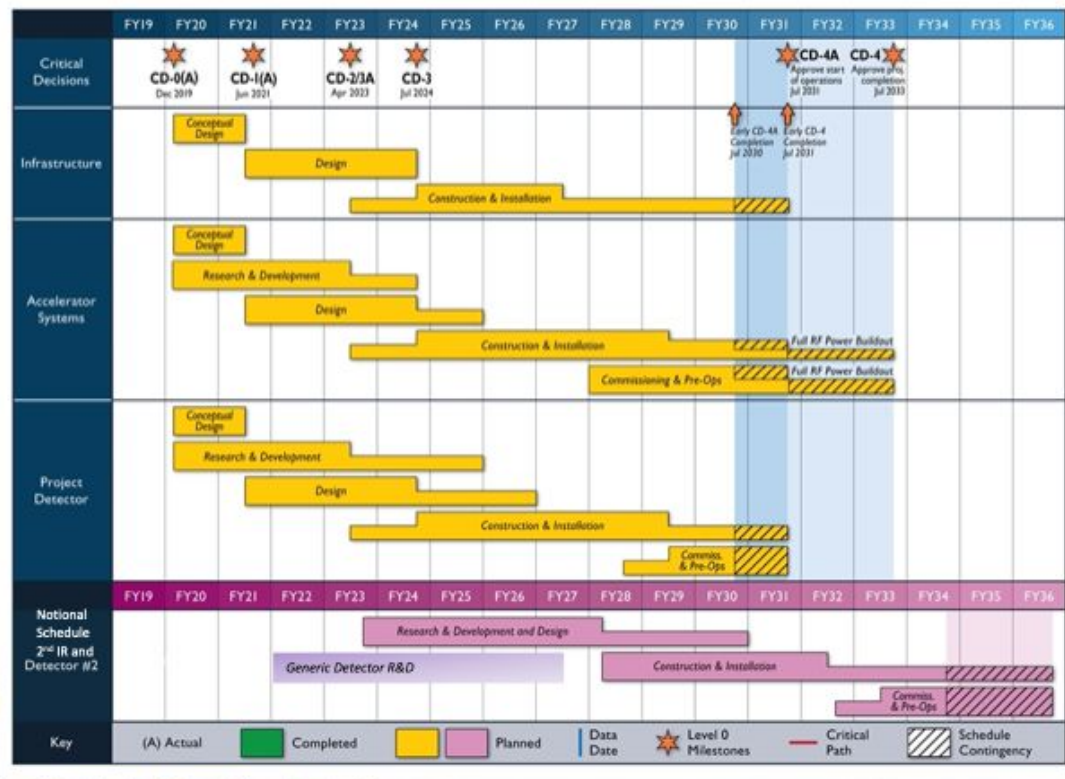 FY19 FY20 FY21 FY22 FY23 FY24 FY25 FY26 FY27 FY28 FY29 FY30 FY31 FY32 FY33 FY34 FY35 FY36
Critical
Decisions
CD-0(A)
Dec 2019
CD-1(A)
Jun 2021
CD-2/3A
Apr 2023
CD-3
Jul 2024
CD-4A
Approve start
of operations
Jul 2031
CD-4
Approve proj.
completion
Jul 2033
Early CD-4A
Completion
Jul 2030
Early CD-4
Completion
Jul 2031
Infrastructure
Conceptual
Design
Design
Construction & Installation
Accelerator
Systems
Conceptual
Design
Research & Development
Design
Construction & Installation
Full RF Power Buildout
Commissioning & Pre-Ops
Full RF Power Buildout
Project
Detector
Conceptual
Design
Research & Development
Design
Construction & Installation
Commiss.
& Pre-Ops
FY19 FY20 FY21 FY22 FY23 FY24 FY25 FY26 FY27 FY28 FY29 FY30 FY31 FY32 FY33 FY34 FY35 FY36
Notional
Schedule
2nd IR and
Detector #2
Research & Development and Design
Generic Detector R&D
Construction & Installation
Commiss.
& Pre-Ops
Key
(A) Actual
Completed
Planned
Data
Date
Level 0
Milestones
Critical
Path
Schedule
Contingency